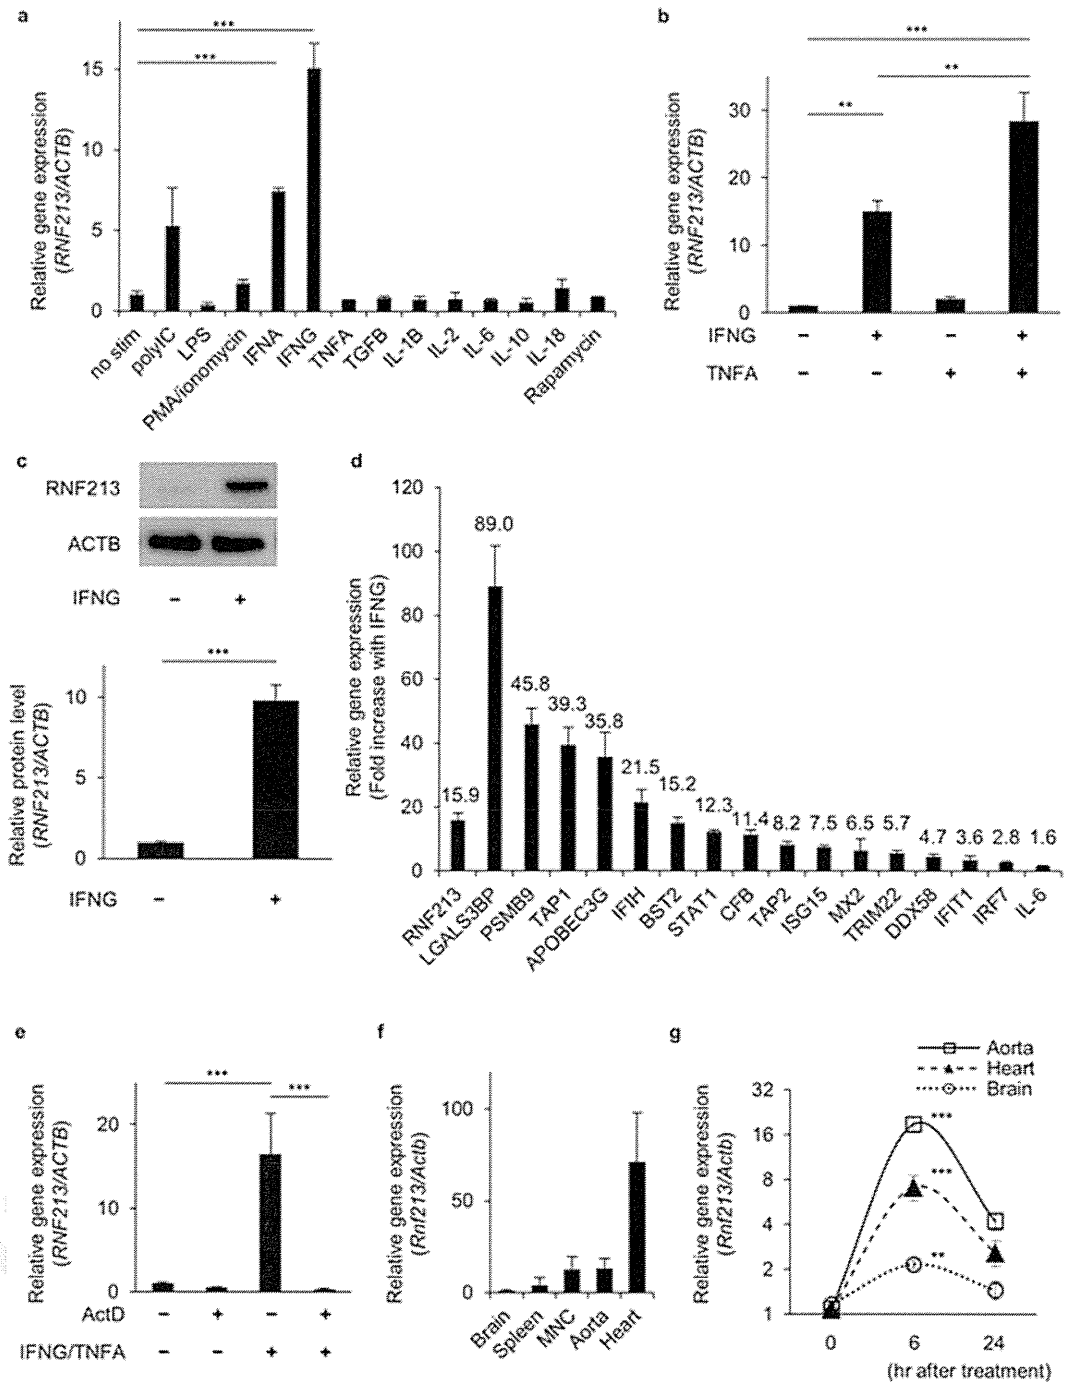 a
Relative gene expression
(RNF213/ACTB)
15
10
5
0
***
***
no stim
polyIC
LPS
PMA/ionomycin
IFNA
IFNG
TNFA
TGFB
IL-1B
IL-2
IL-6
IL-10
IL-18
Rapamycin
b
Relative gene expression
(RNF213/ACTB)
30
20
10
0
***
**
**
IFNG − + − +
TNFA − − + +
c
RNF213
ACTB
IFNG − +
Relative protein level
(RNF213/ACTB)
10
5
0
***
IFNG − +
d
Relative gene expression
(Fold increase with IFNG)
120
100
80
60
40
20
0
15.9
89.0
45.8
39.3
35.8
21.5
15.2
12.3
11.4
8.2
7.5
6.5
5.7
4.7
3.6
2.8
1.6
RNF213
LGALS3BP
PSMB9
TAP1
APOBEC3G
IFIH
BST2
STAT1
CFB
TAP2
ISG15
MX2
TRIM22
DDX58
IFIT1
IRF7
IL-6
e
Relative gene expression
(RNF213/ACTB)
20
10
0
***
***
ActD − + − +
IFNG/TNFA − − + +
f
Relative gene expression
(Rnf213/Actb)
100
50
0
Brain
Spleen
MNC
Aorta
Heart
g
Aorta
Heart
Brain
Relative gene expression
(Rnf213/Actb)
32
16
8
4
2
1
***
***
**
0 6 24
(hr after treatment)